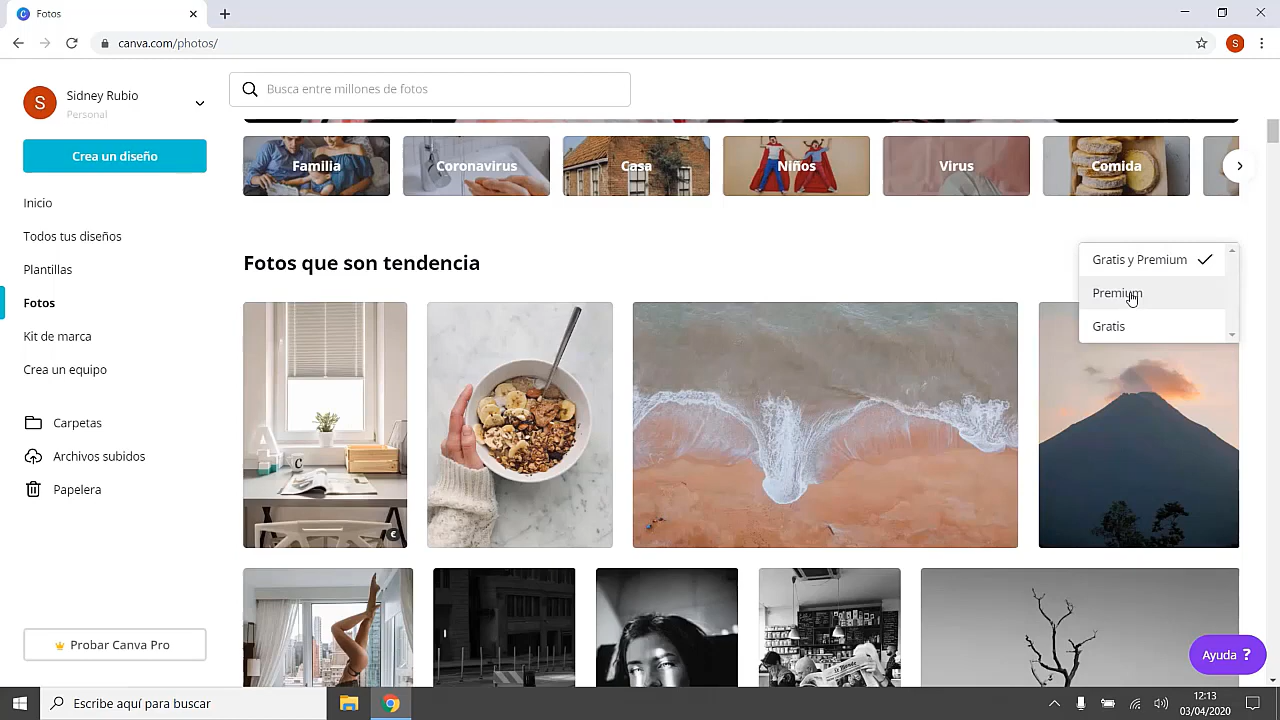 Fotos
canva.com/photos/
S
S
Sidney Rubio
Personal
Busca entre millones de fotos
Crea un diseño
Inicio
Todos tus diseños
Plantillas
Fotos
Kit de marca
Crea un equipo
Carpetas
Archivos subidos
Papelera
Probar Canva Pro
Familia
Coronavirus
Casa
Niños
Virus
Comida
Fotos que son tendencia
Gratis y Premium
Premium
Gratis
€
Ayuda ?
Escribe aquí para buscar
12:13
03/04/2020